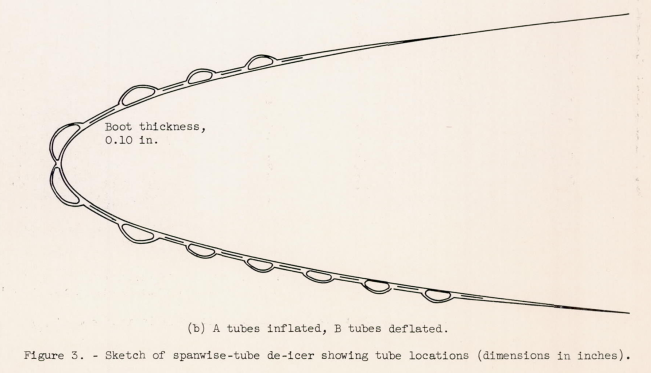 Boot thickness,
0.10 in.
(b) A tubes inflated, B tubes deflated.
Figure 3. - Sketch of spanwise-tube de-icer showing tube locations (dimensions in inches).